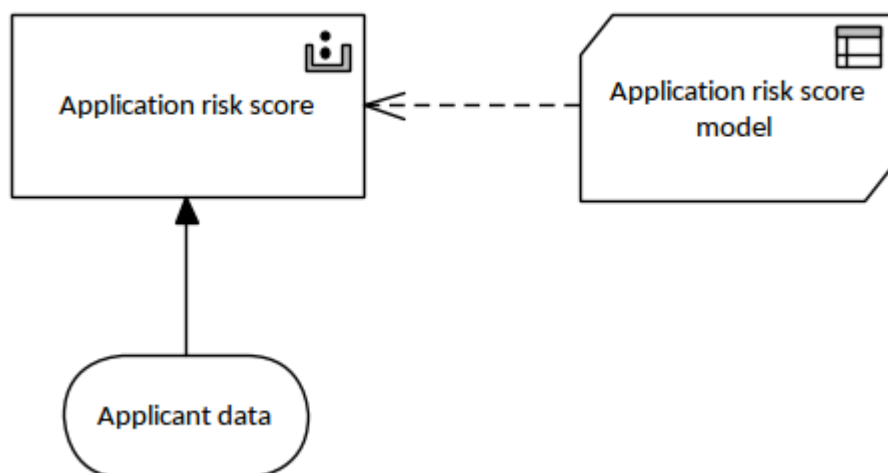 Application risk score
Application risk score
model
Applicant data